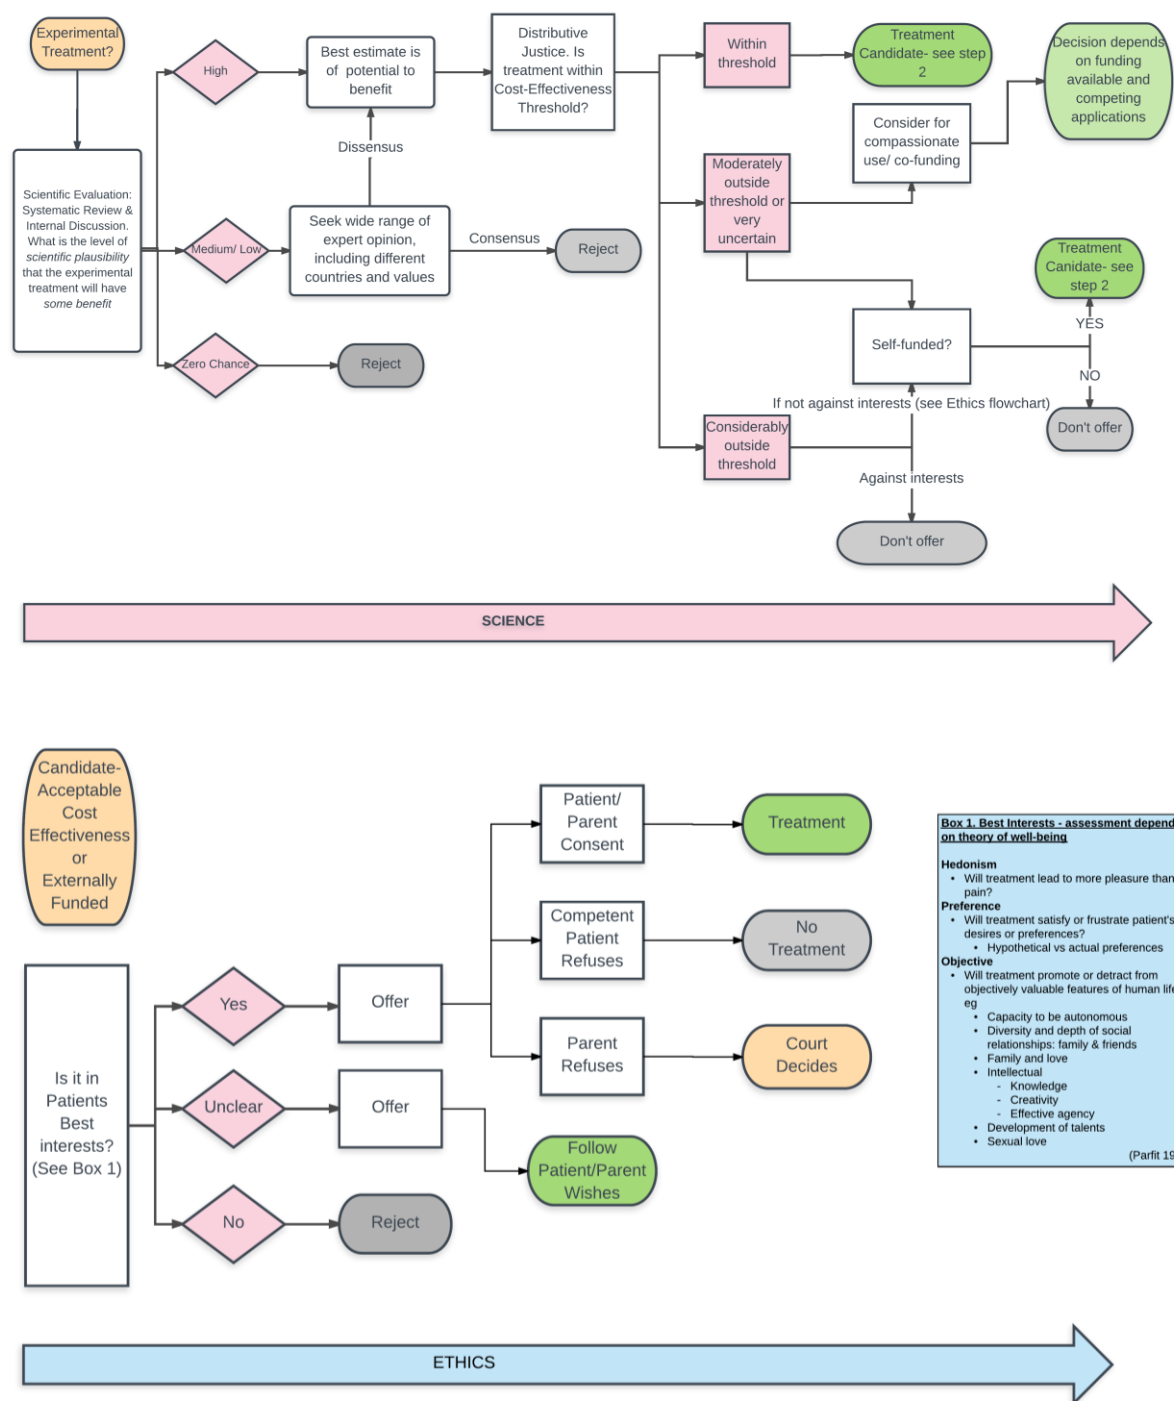 Experimental
Treatment?
Scientific Evaluation:
Systematic Review &
Internal Discussion.
What is the level of
scientific plausibility
that the experimental
treatment will have
some benefit
High
Medium/ Low
Zero Chance
Best estimate is
of potential to
benefit
Dissensus
Seek wide range of
expert opinion,
including different
countries and values
Consensus
Reject
Reject
Distributive
Justice. Is
treatment within
Cost-Effectiveness
Threshold?
Within
threshold
Treatment
Candidate- see step
2
Moderately
outside
threshold or
very
uncertain
Consider for
compassionate
use/ co-funding
Decision depends
on funding
available and
competing
applications
Self-funded?
Treatment
Canidate- see
step 2
YES
NO
Don't offer
If not against interests (see Ethics flowchart)
Considerably
outside
threshold
Against interests
Don't offer
SCIENCE
Candidate-
Acceptable
Cost
Effectiveness
or
Externally
Funded
Is it in
Patients
Best
interests?
(See Box 1)
Yes
Unclear
No
Offer
Offer
Reject
Patient/
Parent
Consent
Treatment
Competent
Patient
Refuses
No
Treatment
Parent
Refuses
Court
Decides
Follow
Patient/Parent
Wishes
Box 1. Best Interests - assessment depend
on theory of well-being
Hedonism
• Will treatment lead to more pleasure than
pain?
Preference
• Will treatment satisfy or frustrate patient's
desires or preferences?
• Hypothetical vs actual preferences
Objective
• Will treatment promote or detract from
objectively valuable features of human life
eg
• Capacity to be autonomous
• Diversity and depth of social
relationships: family & friends
• Family and love
• Intellectual
- Knowledge
- Creativity
- Effective agency
• Development of talents
• Sexual love
(Parfit 19
ETHICS